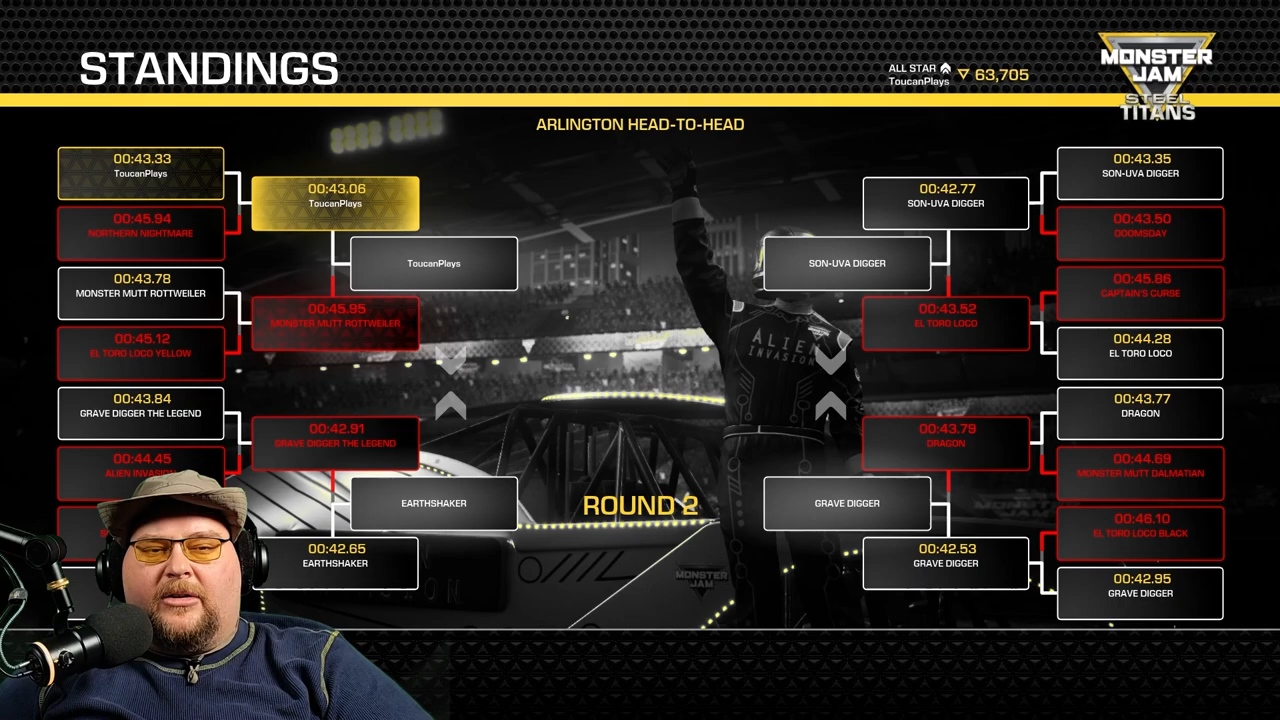 STANDINGS
ALL STAR
ToucanPlays
63,705
MONSTER
JAM
STEEL
TITANS
ARLINGTON HEAD-TO-HEAD
00:43.33
ToucanPlays
00:45.94
NORTHERN NIGHTMARE
00:43.78
MONSTER MUTT ROTTWEILER
00:45.12
EL TORO LOCO YELLOW
00:43.84
GRAVE DIGGER THE LEGEND
00:44.45
ALIEN INVASION
00:43.06
ToucanPlays
00:45.95
MONSTER MUTT ROTTWEILER
00:42.91
GRAVE DIGGER THE LEGEND
00:42.65
EARTHSHAKER
ToucanPlays
EARTHSHAKER
ROUND 2
ALIEN
INVASION
MONSTER
JAM
SON-UVA DIGGER
GRAVE DIGGER
00:42.77
SON-UVA DIGGER
00:43.52
EL TORO LOCO
00:43.79
DRAGON
00:42.53
GRAVE DIGGER
00:43.35
SON-UVA DIGGER
00:43.50
DOOMSDAY
00:45.86
CAPTAIN'S CURSE
00:44.28
EL TORO LOCO
00:43.77
DRAGON
00:44.69
MONSTER MUTT DALMATIAN
00:46.10
EL TORO LOCO BLACK
00:42.95
GRAVE DIGGER